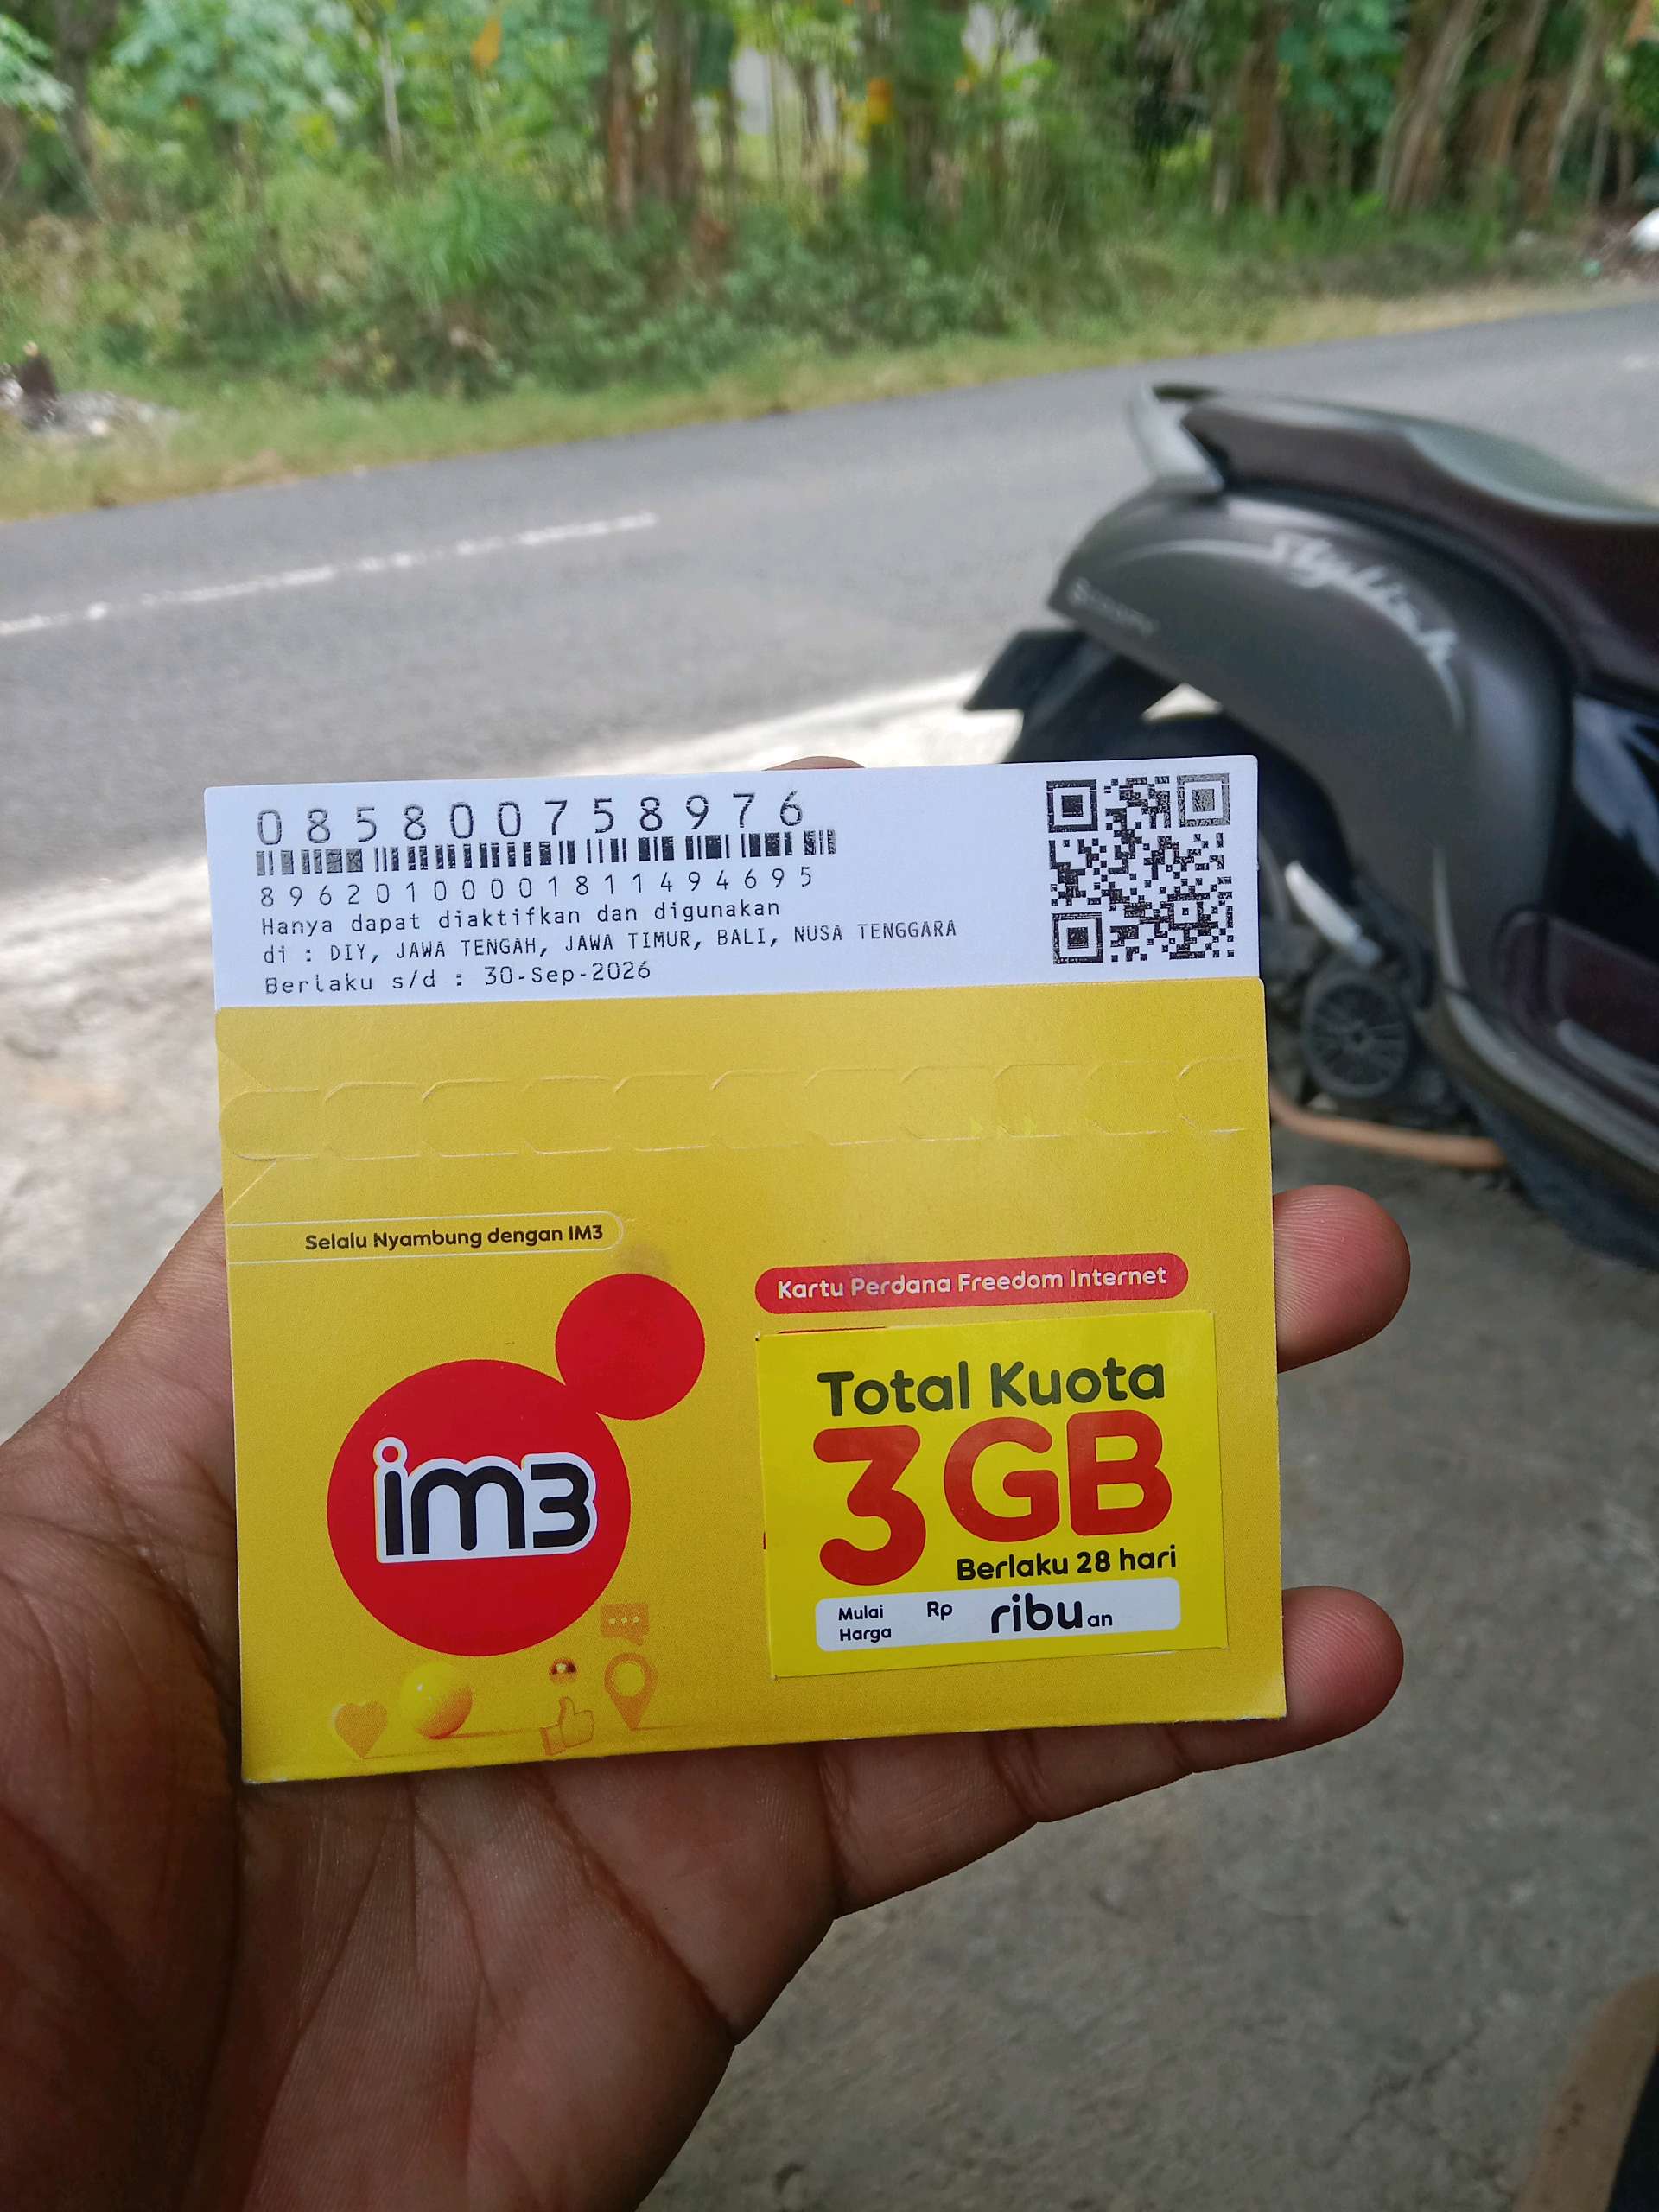 085800758976
8962010000181149 4695
Hanya dapat diaktifkan dan digunakan
di : DIY, JAWA TENGAH, JAWA TIMUR, BALI, NUSA TENGGARA
Berlaku s/d : 30-Sep-2026
Selalu Nyambung dengan IM3
im3
Kartu Perdana Freedom Internet
Total Kuota
3GB
Berlaku 28 hari
Mulai Harga Rp ribuan